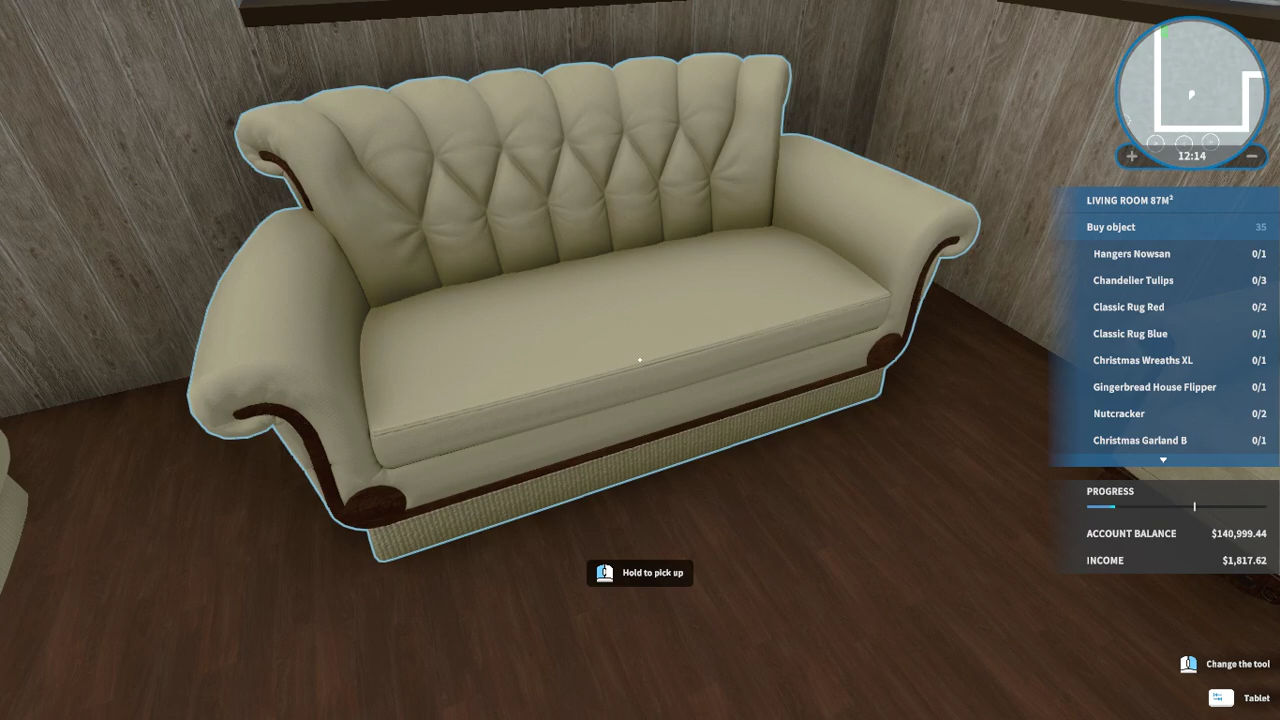 12:14
LIVING ROOM 87M²
Buy object 35
Hangers Nowsan 0/1
Chandelier Tulips 0/3
Classic Rug Red 0/2
Classic Rug Blue 0/1
Christmas Wreaths XL 0/1
Gingerbread House Flipper 0/1
Nutcracker 0/2
Christmas Garland B 0/1
PROGRESS
ACCOUNT BALANCE $140,999.44
INCOME $1,817.62
Hold to pick up
Change the tool
Tablet